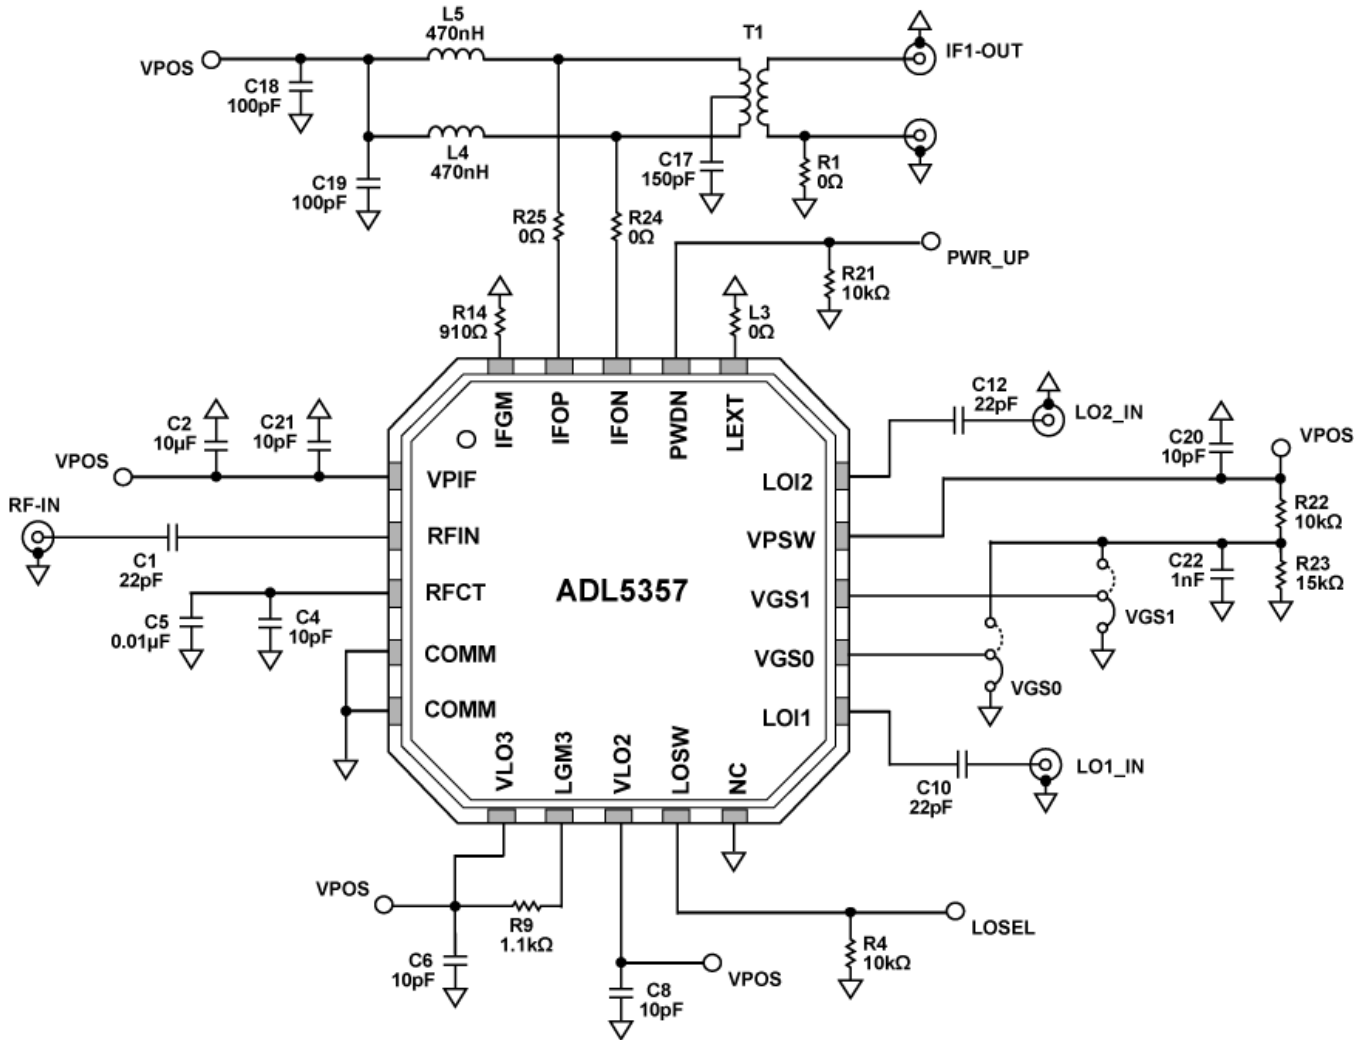 L5
470nH
T1
VPOS
IF1-OUT
C18
100pF
L4
470nH
C17
150pF
R1
0Ω
C19
100pF
R25
0Ω
R24
0Ω
PWR_UP
R21
10kΩ
R14
910Ω
L3
0Ω
IFGM
IFOP
IFON
PWDN
LEXT
C2
10µF
C21
10pF
C12
22pF
LO2_IN
C20
10pF
VPOS
VPOS
VPIF
LOI2
RF-IN
R22
10kΩ
C1
22pF
RFIN
VPSW
C22
1nF
R23
15kΩ
RFCT
ADL5357
VGS1
VGS1
C5
0.01µF
C4
10pF
COMM
VGS0
VGS0
COMM
LOI1
VLO3
LGM3
VLO2
LOSW
NC
C10
22pF
LO1_IN
VPOS
R9
1.1kΩ
LOSEL
C6
10pF
R4
10kΩ
C8
10pF
VPOS